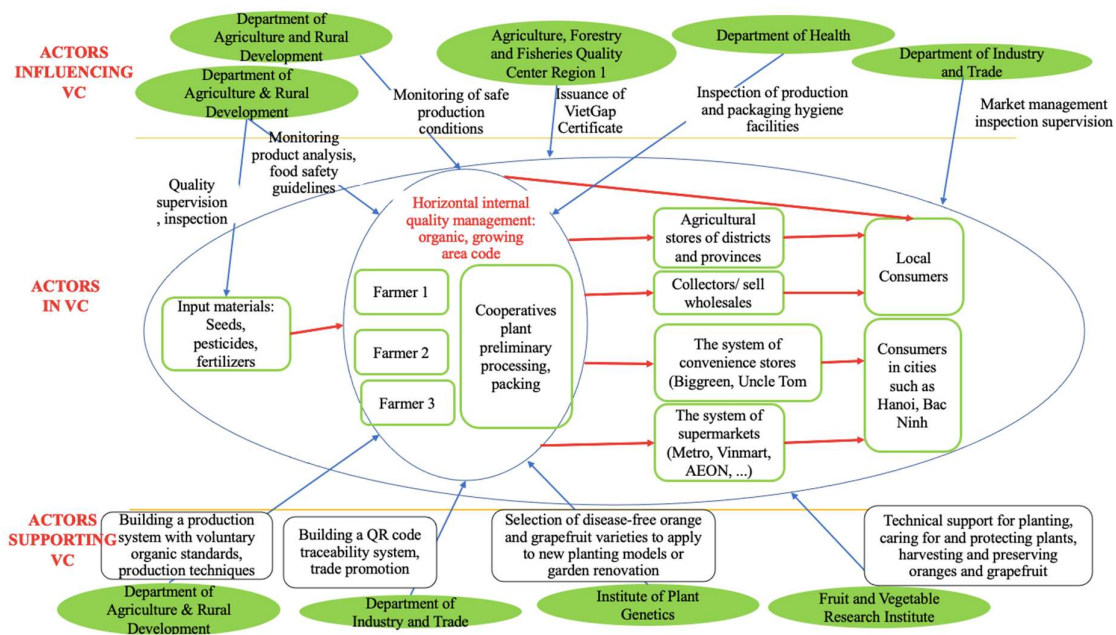 ACTORS
INFLUENCING
VC
Department of
Agriculture and Rural
Development
Department of
Agriculture & Rural
Development
Agriculture, Forestry
and Fisheries Quality
Center Region 1
Department of Health
Department of Industry
and Trade
Monitoring of safe
production
conditions
Issuance of
VietGap
Certificate
Inspection of production
and packaging hygiene
facilities
Market management
inspection supervision
Monitoring
product analysis,
food safety
guidelines
Quality
supervision
, inspection
ACTORS
IN VC
Input materials:
Seeds,
pesticides,
fertilizers
Horizontal internal
quality management:
organic, growing
area code
Farmer 1
Farmer 2
Farmer 3
Cooperatives
plant
preliminary
processing,
packing
Agricultural
stores of districts
and provinces
Collectors/ sell
wholesales
The system of
convenience stores
(Biggreen, Uncle Tom
The system of
supermarkets
(Metro, Vinmart,
AEON, ...)
Local
Consumers
Consumers
in cities
such as
Hanoi, Bac
Ninh
ACTORS
SUPPORTING
VC
Building a production
system with voluntary
organic standards,
production techniques
Building a QR code
traceability system,
trade promotion
Selection of disease-free orange
and grapefruit varieties to apply
to new planting models or
garden renovation
Technical support for planting,
caring for and protecting plants,
harvesting and preserving
oranges and grapefruit
Department of
Agriculture & Rural
Development
Department of
Industry and Trade
Institute of Plant
Genetics
Fruit and Vegetable
Research Institute